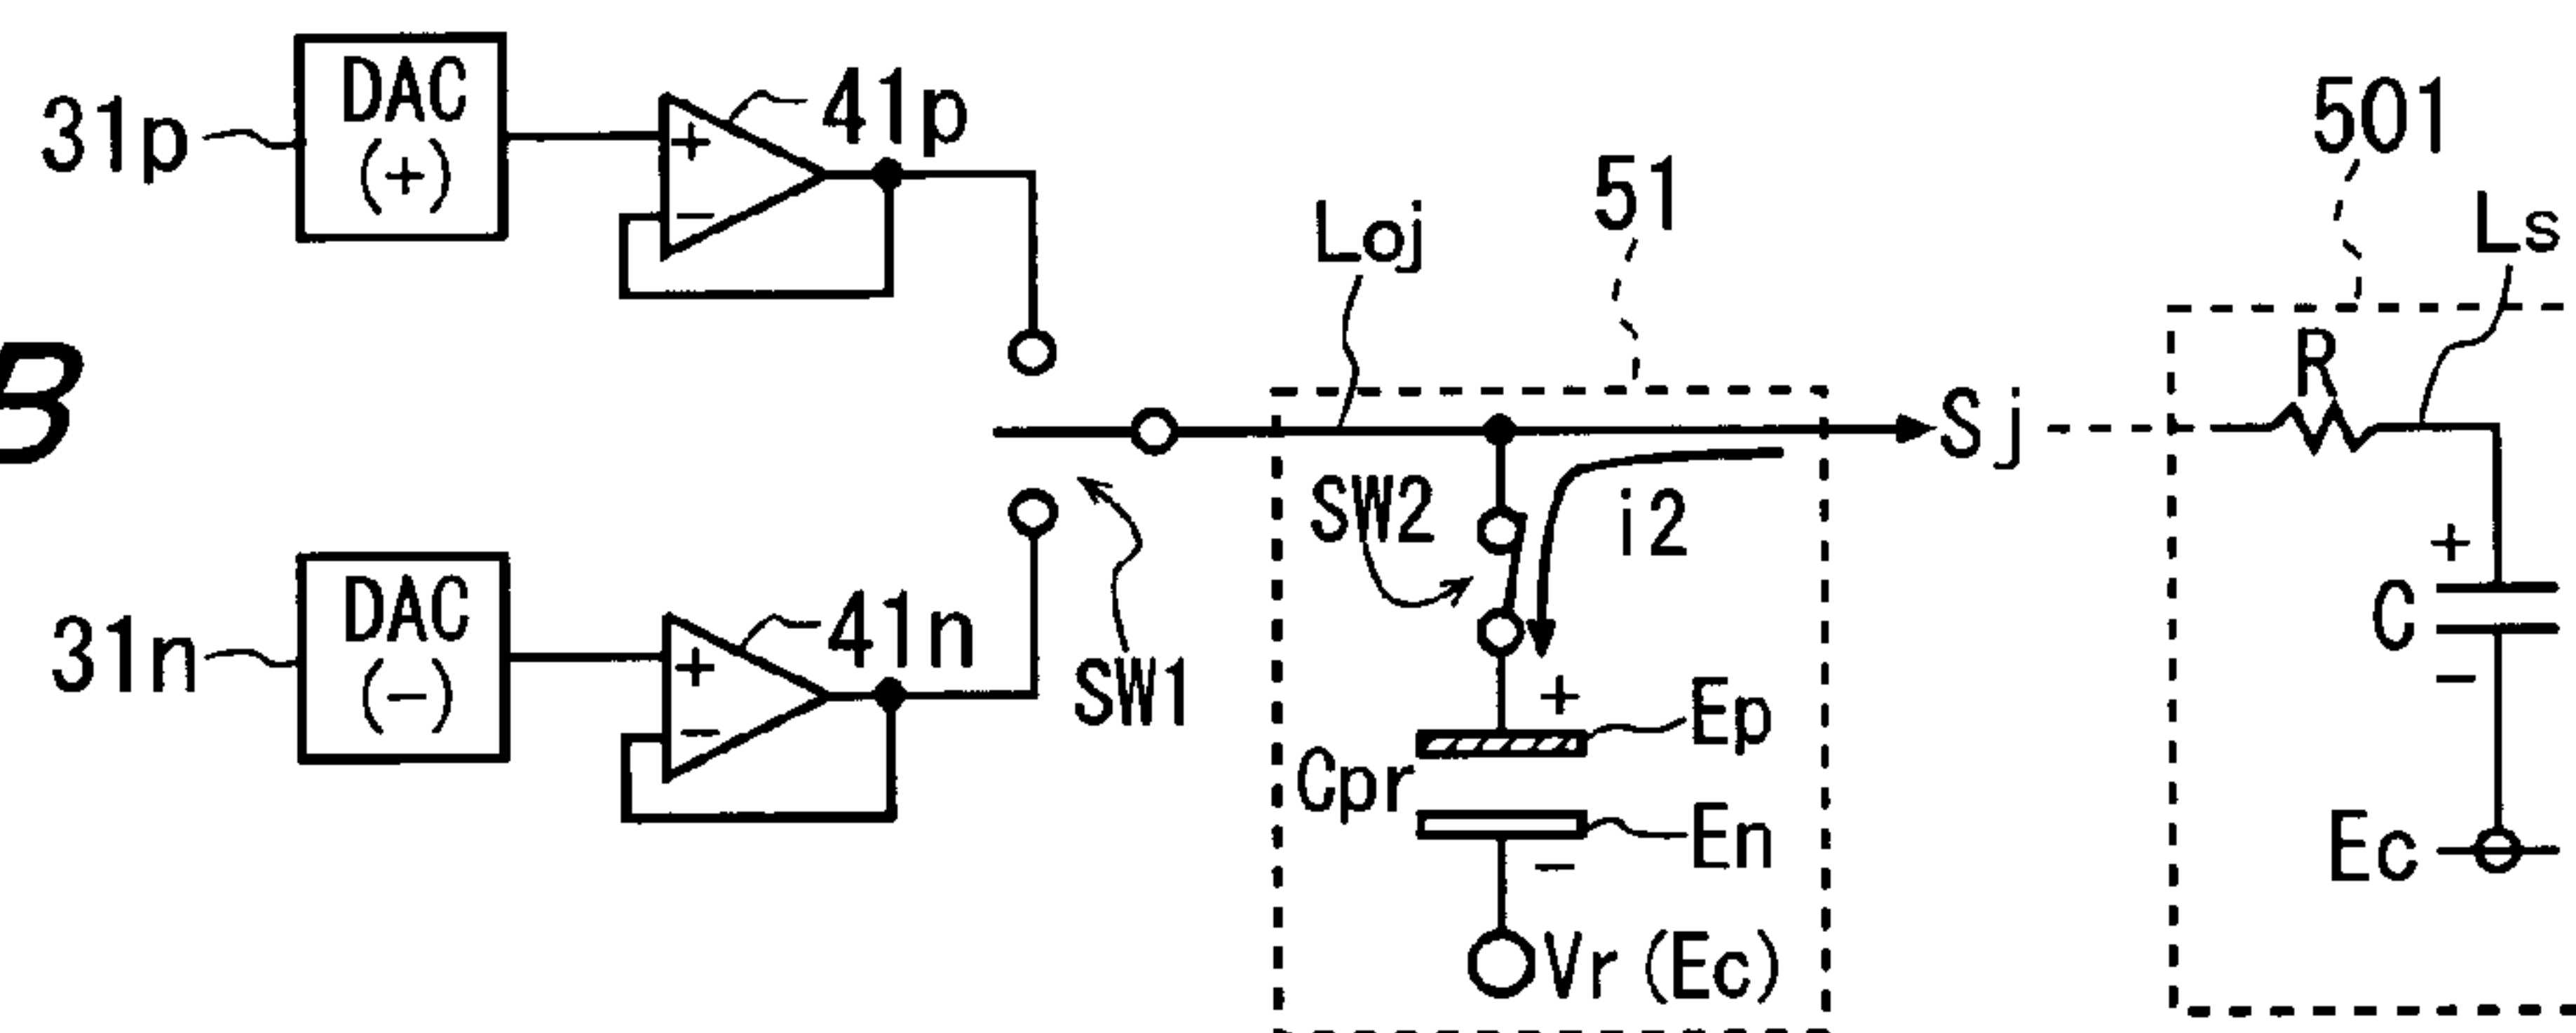 B
31p
DAC
(+)
+
−
41p
31n
DAC
(−)
+
−
41n
SW1
Loj
51
SW2
i2
Sj
Cpr
+
Ep
En
−
Vr(Ec)
501
Ls
R
+
C
−
Ec